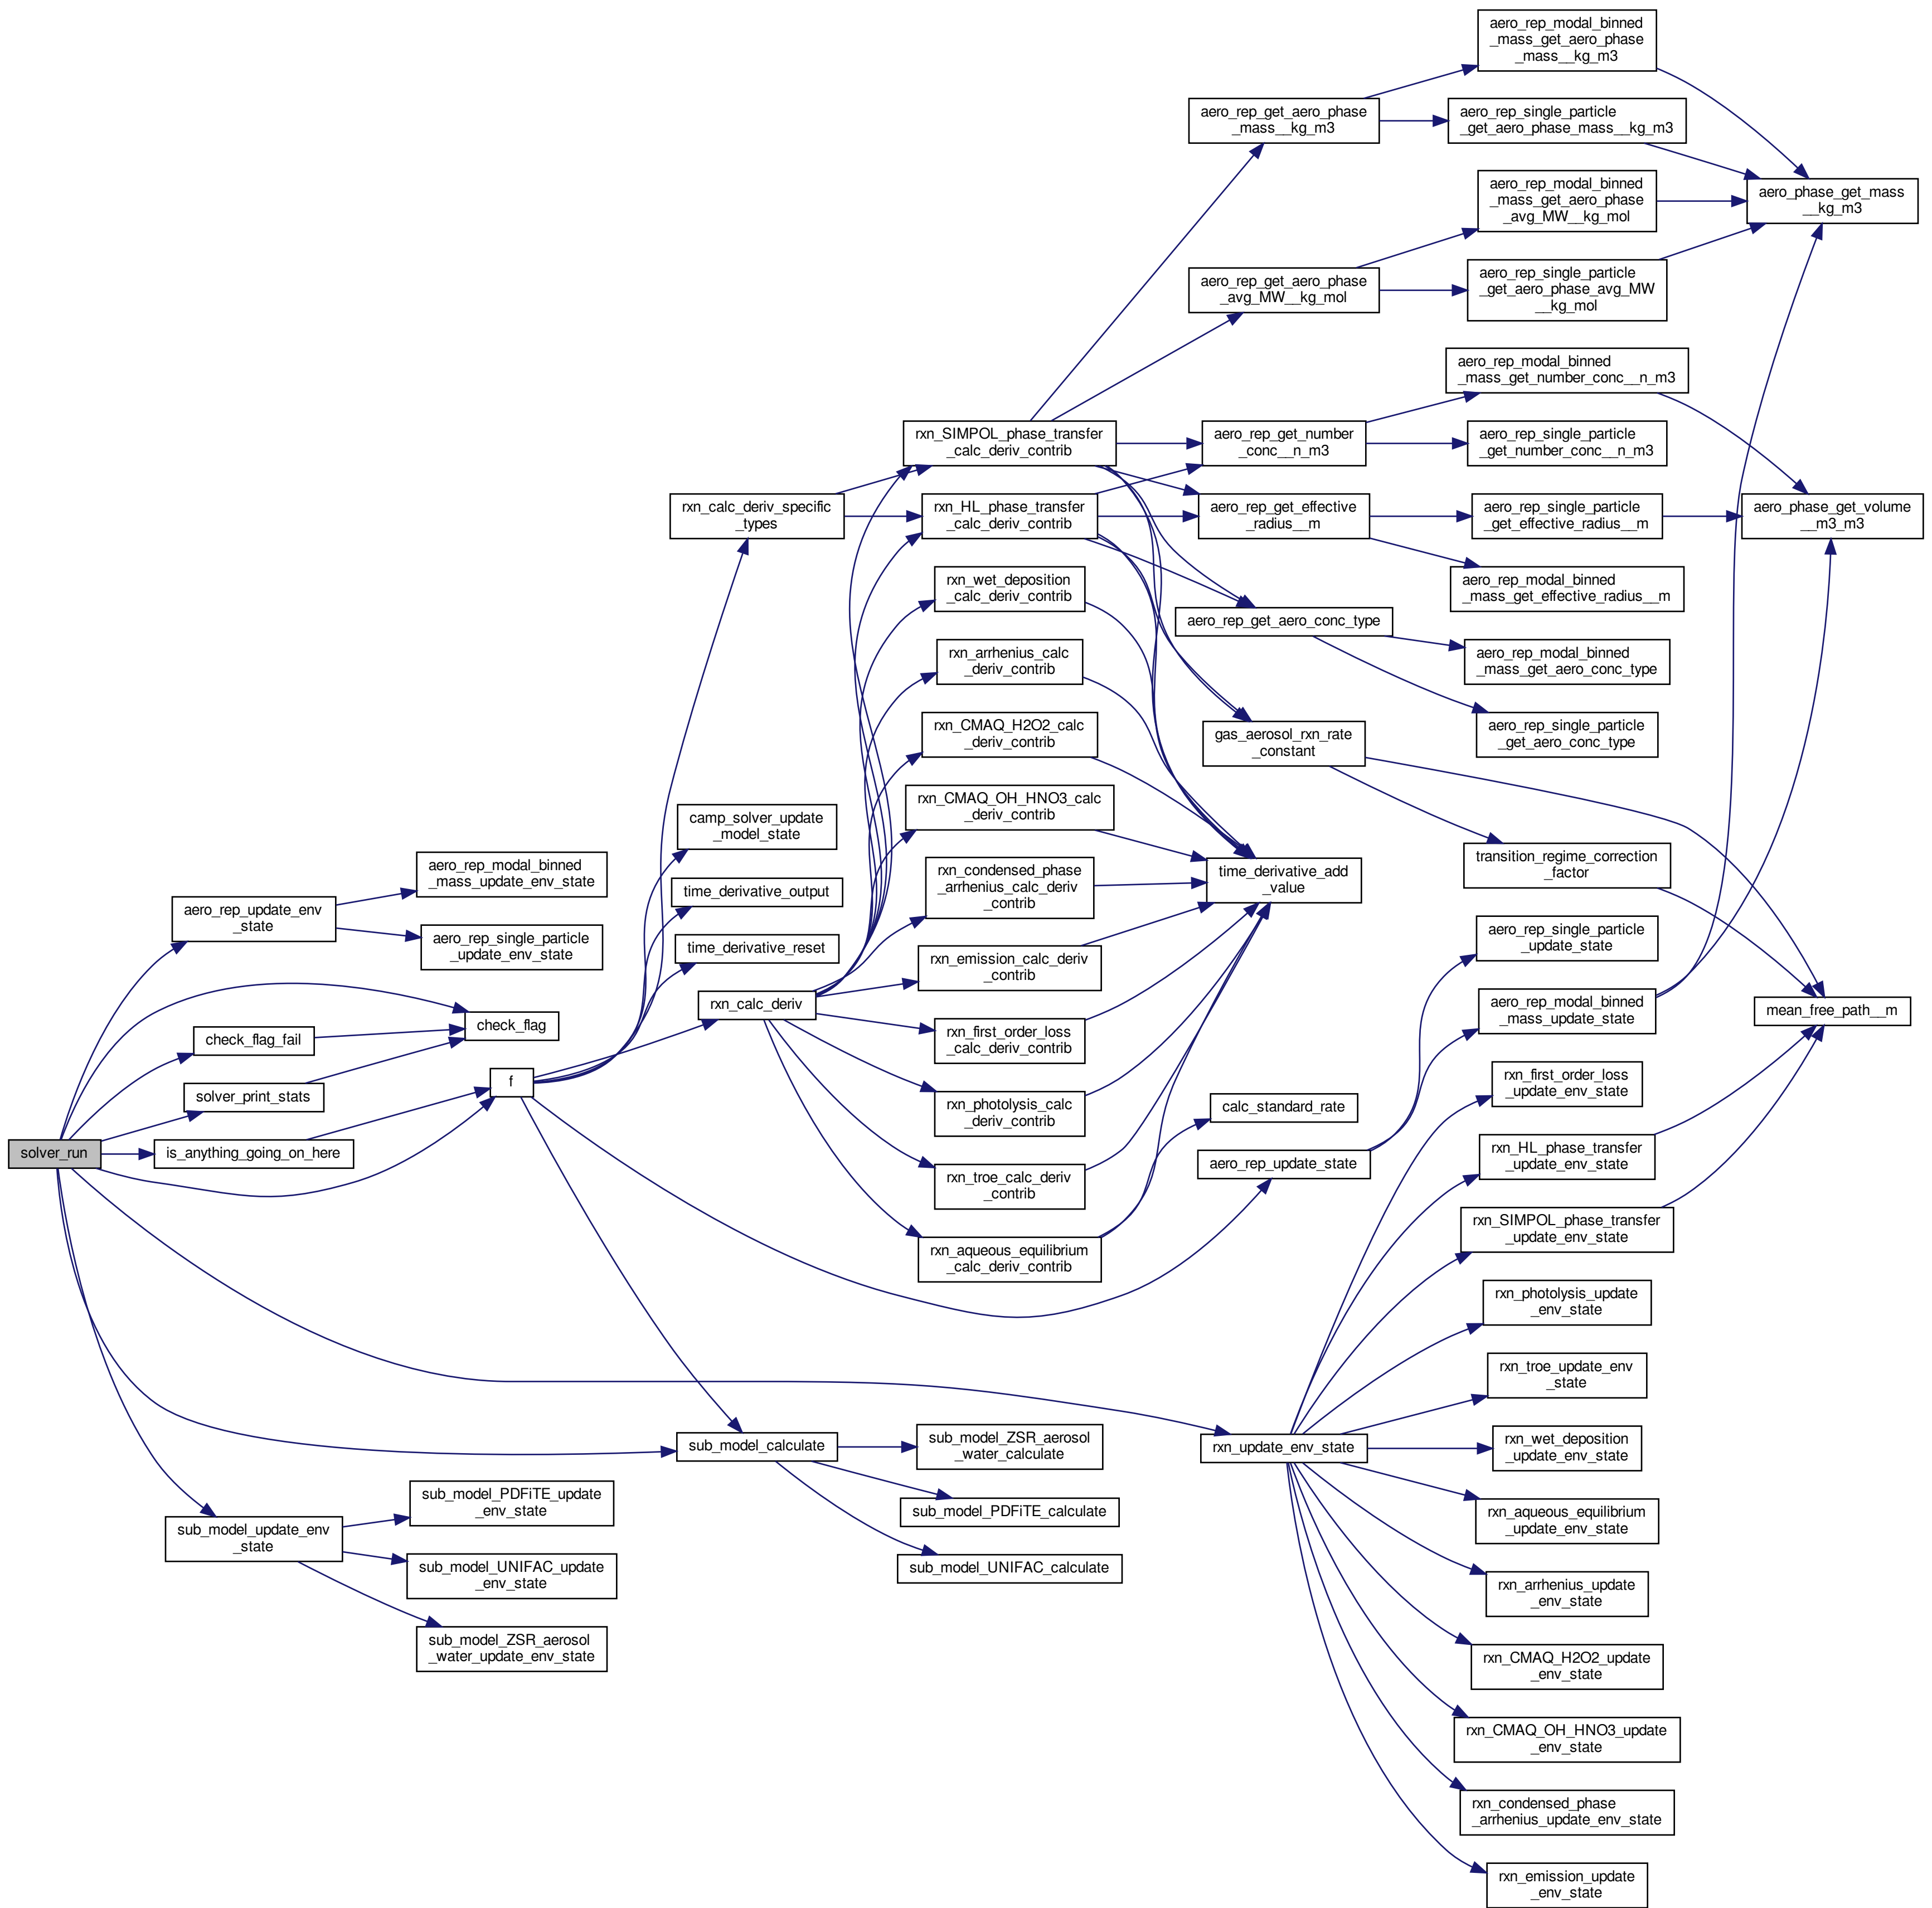 solver_run
aero_rep_update_env
_state
check_flag_fail
solver_print_stats
is_anything_going_on_here
sub_model_update_env
_state
aero_rep_modal_binned
_mass_update_env_state
aero_rep_single_particle
_update_env_state
check_flag
f
sub_model_PDFiTE_update
_env_state
sub_model_UNIFAC_update
_env_state
sub_model_ZSR_aerosol
_water_update_env_state
rxn_calc_deriv_specific
_types
camp_solver_update
_model_state
time_derivative_output
time_derivative_reset
rxn_calc_deriv
sub_model_calculate
rxn_SIMPOL_phase_transfer
_calc_deriv_contrib
rxn_HL_phase_transfer
_calc_deriv_contrib
rxn_wet_deposition
_calc_deriv_contrib
rxn_arrhenius_calc
_deriv_contrib
rxn_CMAQ_H2O2_calc
_deriv_contrib
rxn_CMAQ_OH_HNO3_calc
_deriv_contrib
rxn_condensed_phase
_arrhenius_calc_deriv
_contrib
rxn_emission_calc_deriv
_contrib
rxn_first_order_loss
_calc_deriv_contrib
rxn_photolysis_calc
_deriv_contrib
rxn_troe_calc_deriv
_contrib
rxn_aqueous_equilibrium
_calc_deriv_contrib
sub_model_ZSR_aerosol
_water_calculate
sub_model_PDFiTE_calculate
sub_model_UNIFAC_calculate
aero_rep_get_aero_phase
_mass__kg_m3
aero_rep_get_aero_phase
_avg_MW__kg_mol
aero_rep_get_number
_conc__n_m3
aero_rep_get_effective
_radius__m
aero_rep_get_aero_conc_type
gas_aerosol_rxn_rate
_constant
time_derivative_add
_value
calc_standard_rate
aero_rep_update_state
rxn_update_env_state
aero_rep_modal_binned
_mass_get_aero_phase
_mass__kg_m3
aero_rep_single_particle
_get_aero_phase_mass__kg_m3
aero_rep_modal_binned
_mass_get_aero_phase
_avg_MW__kg_mol
aero_rep_single_particle
_get_aero_phase_avg_MW
__kg_mol
aero_rep_modal_binned
_mass_get_number_conc__n_m3
aero_rep_single_particle
_get_number_conc__n_m3
aero_rep_single_particle
_get_effective_radius__m
aero_rep_modal_binned
_mass_get_effective_radius__m
aero_rep_modal_binned
_mass_get_aero_conc_type
aero_rep_single_particle
_get_aero_conc_type
transition_regime_correction
_factor
aero_rep_single_particle
_update_state
aero_rep_modal_binned
_mass_update_state
rxn_first_order_loss
_update_env_state
rxn_HL_phase_transfer
_update_env_state
rxn_SIMPOL_phase_transfer
_update_env_state
rxn_photolysis_update
_env_state
rxn_troe_update_env
_state
rxn_wet_deposition
_update_env_state
rxn_aqueous_equilibrium
_update_env_state
rxn_arrhenius_update
_env_state
rxn_CMAQ_H2O2_update
_env_state
rxn_CMAQ_OH_HNO3_update
_env_state
rxn_condensed_phase
_arrhenius_update_env_state
rxn_emission_update
_env_state
aero_phase_get_mass
__kg_m3
aero_phase_get_volume
__m3_m3
mean_free_path__m